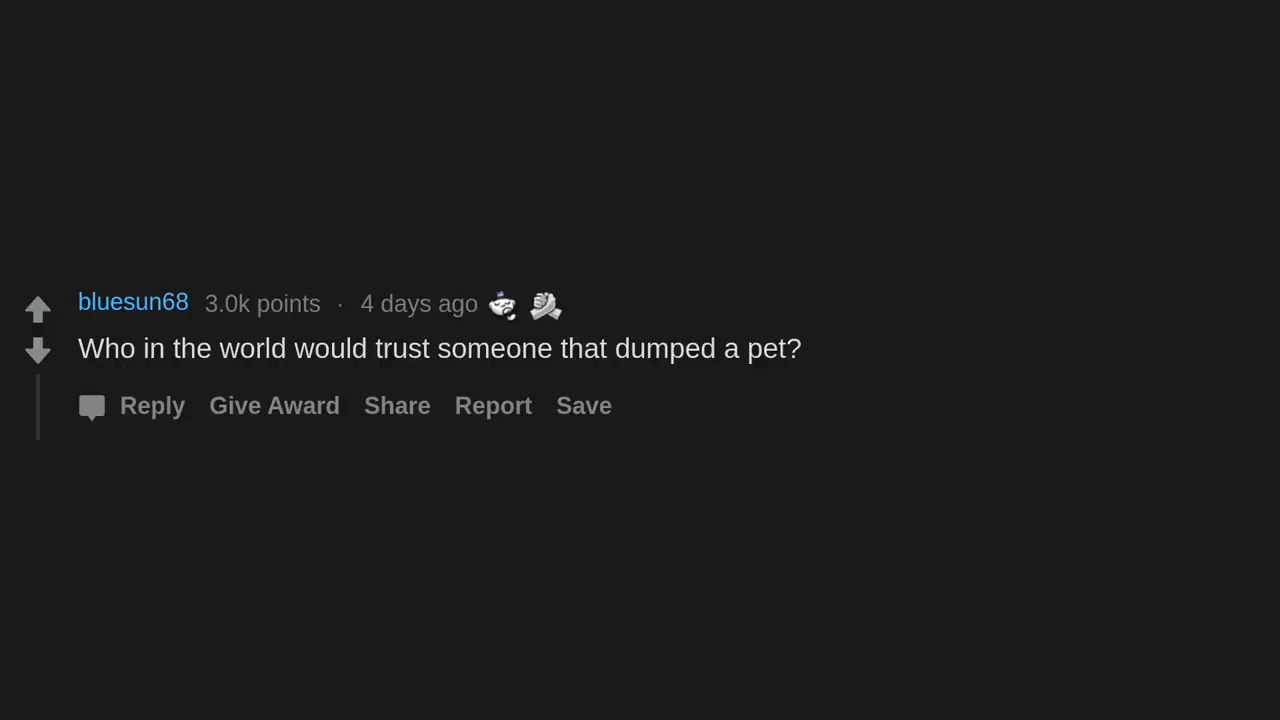 bluesun68 3.0k points · 4 days ago
Who in the world would trust someone that dumped a pet?
Reply Give Award Share Report Save